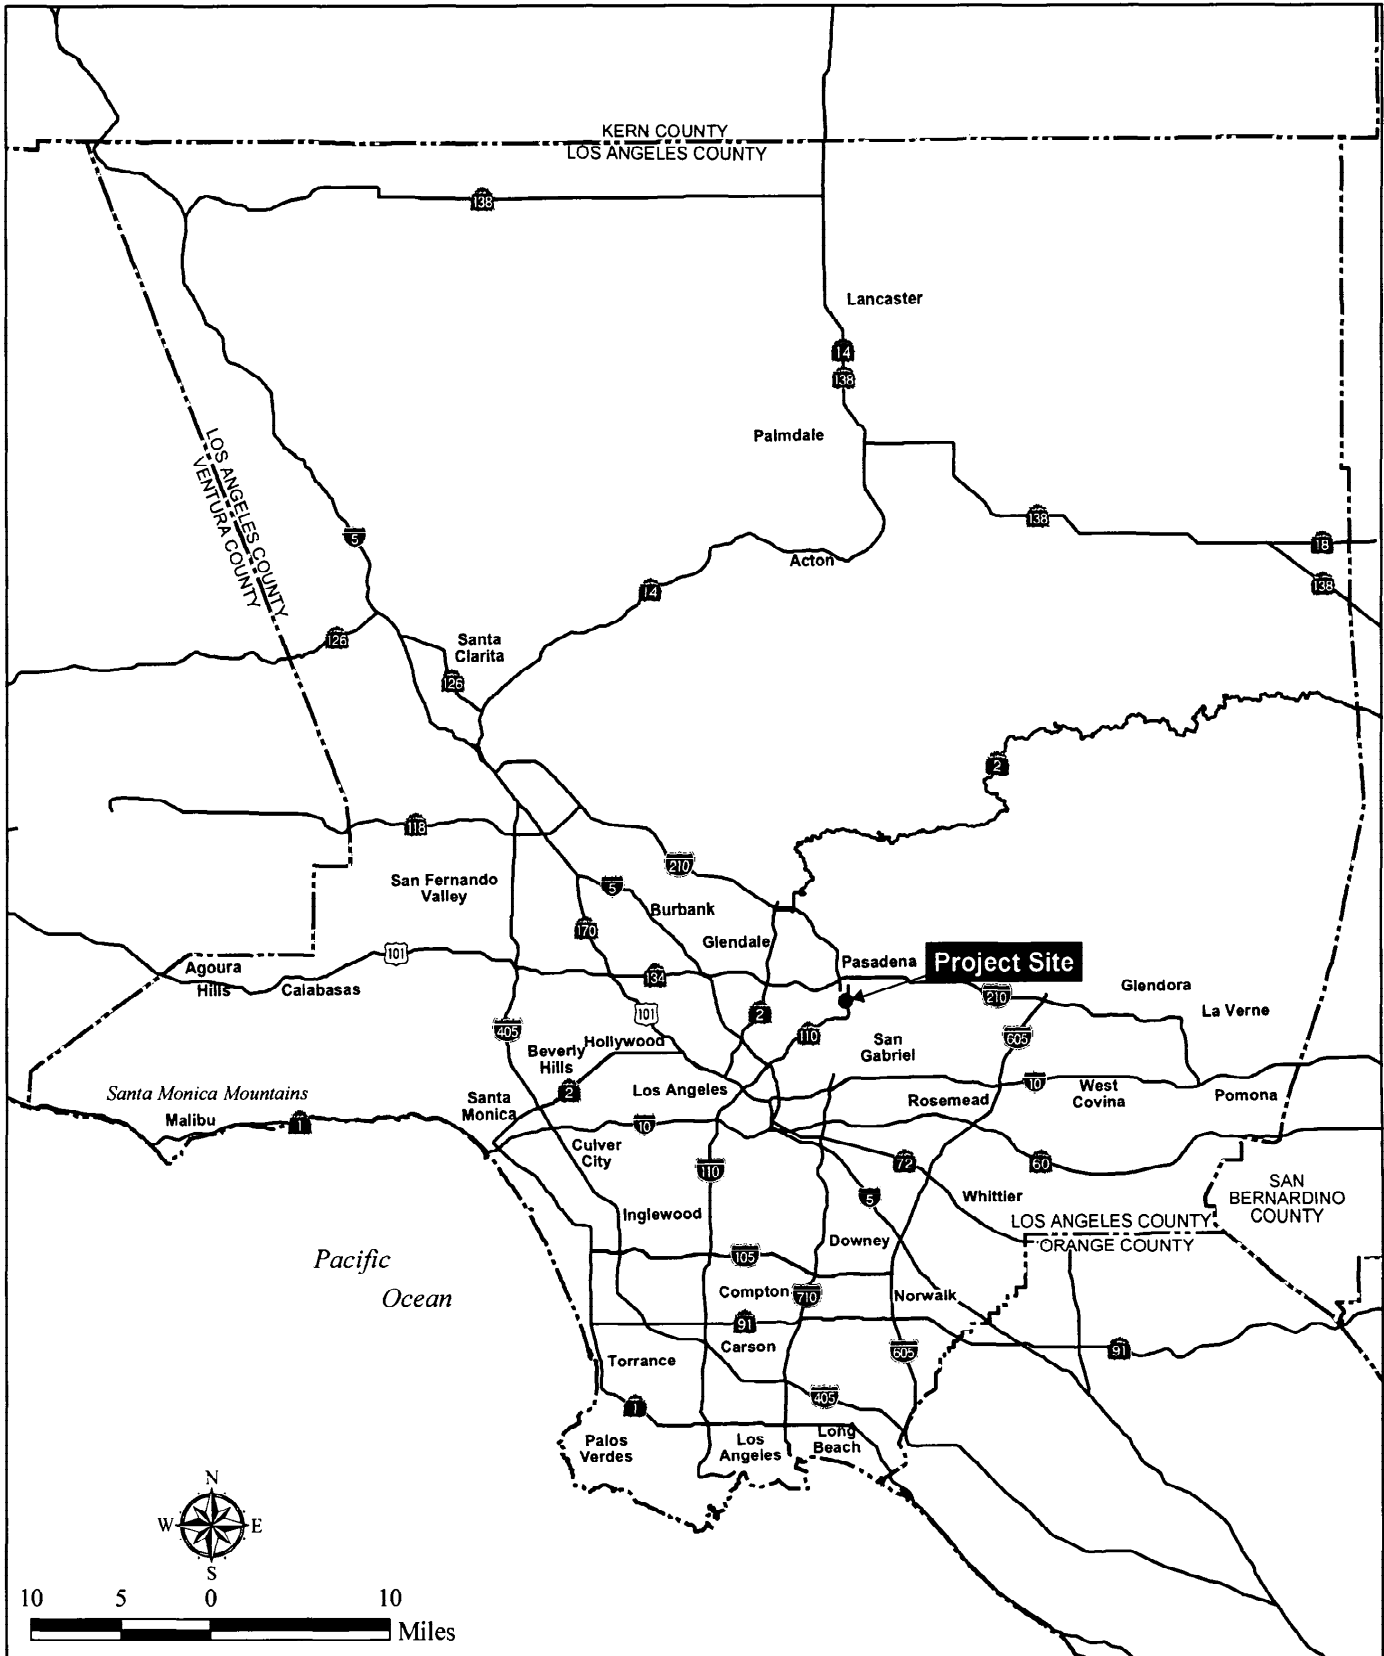 KERN COUNTY
LOS ANGELES COUNTY
138
Lancaster
14
138
Palmdale
LOS ANGELES COUNTY
VENTURA COUNTY
5
138
18
138
Acton
14
126
Santa
Clarita
126
2
118
210
San Fernando
Valley
5
Burbank
170
Glendale
101
134
Agoura
Hills
Calabasas
Pasadena
Project Site
210
Glendora
La Verne
101
2
405
110
605
Hollywood
Beverly
Hills
San
Gabriel
2
Los Angeles
10
West
Covina
Pomona
Santa Monica Mountains
Santa
Monica
Rosemead
Malibu
1
10
Culver
City
110
72
60
5
Whittier
SAN
BERNARDINO
COUNTY
Inglewood
LOS ANGELES COUNTY
ORANGE COUNTY
Downey
105
Pacific
Ocean
Compton
710
Norwalk
91
Carson
605
91
Torrance
405
1
Palos
Verdes
Los
Angeles
Long
Beach
N
W
E
S
10
5
0
10
Miles